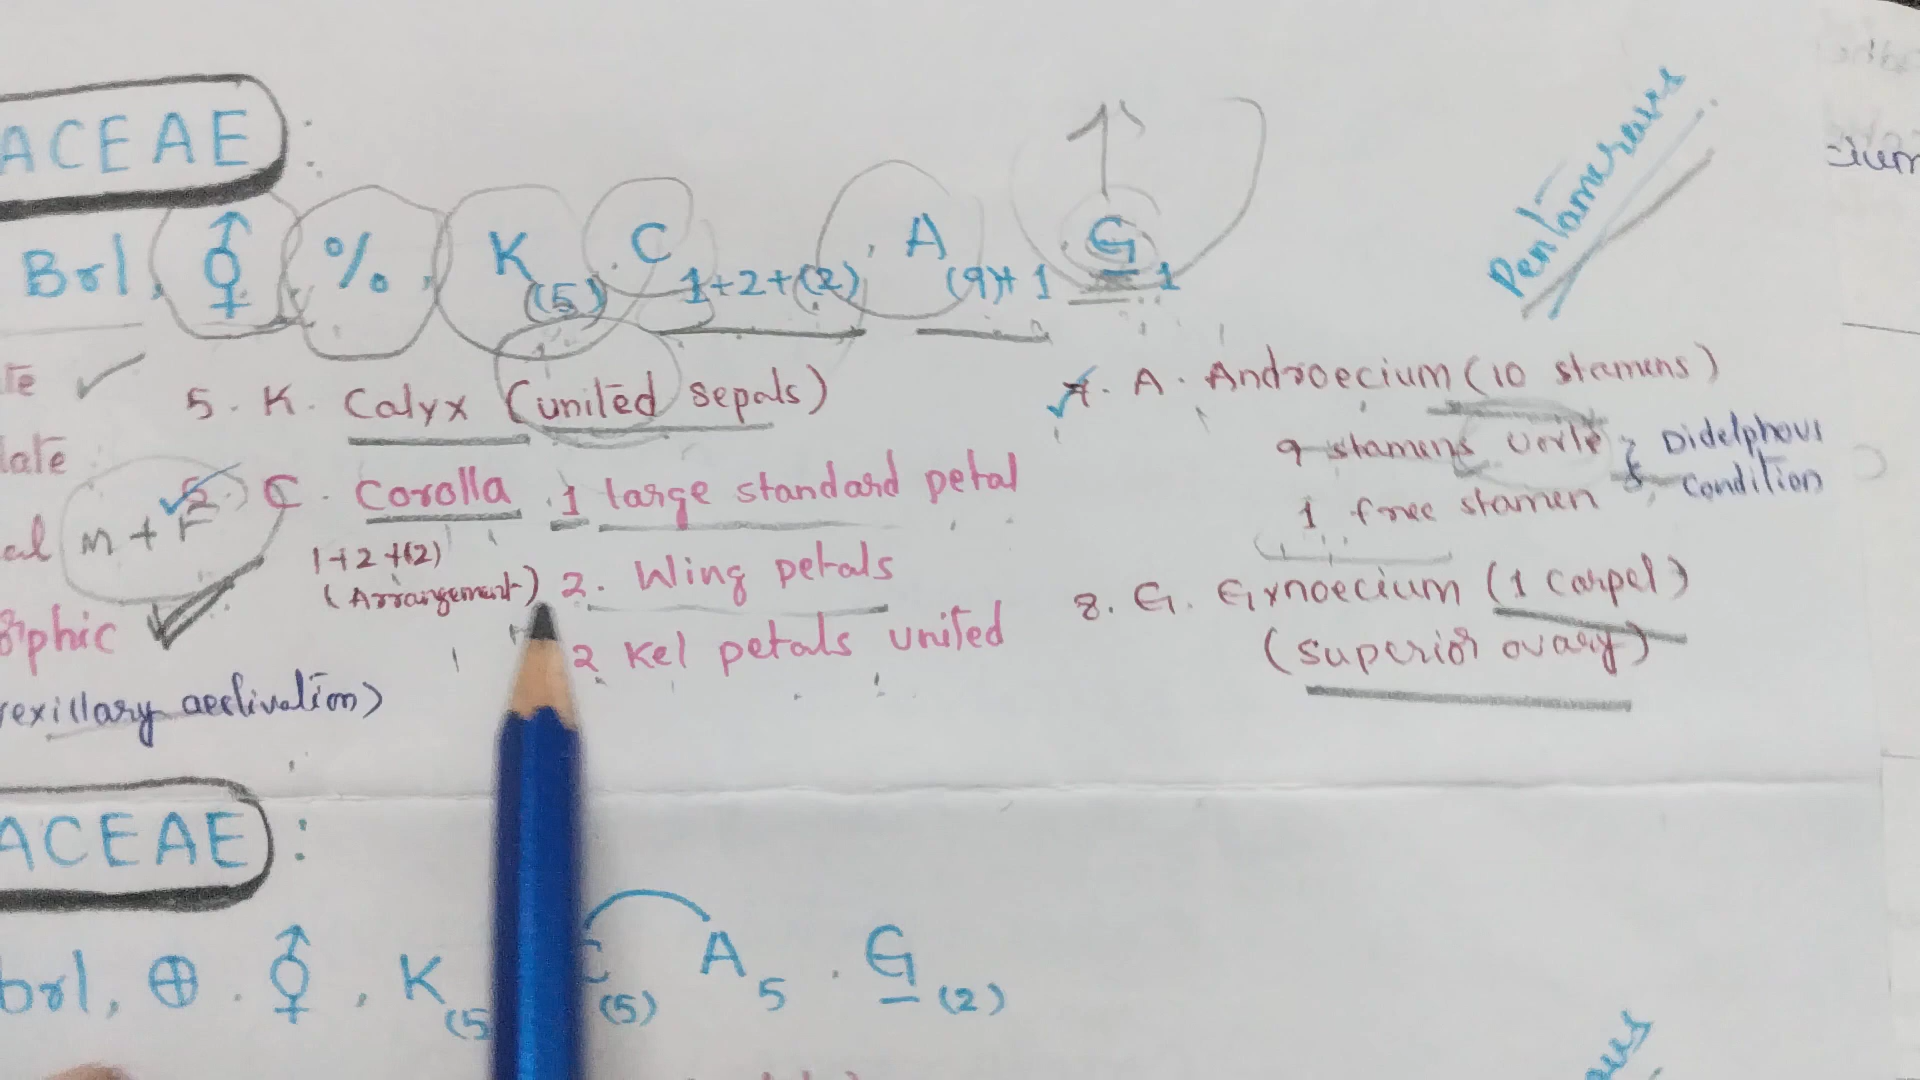 ACEAE :
Brl, ⚥, %, K(5) . C1+2+(2) , A(9)+1 G1
Pentamerous
5. K. Calyx (united sepals)
late
C. Corolla . 1 large standard petal
al m + F
1+2+(2)
(Arrangement) 2. Wing petals
phic
2 Kel petals united
exillary aestivation)
7. A. Androecium (10 stamens)
9 stamens unite } Didelphous
1 free stamen condition
8. G. Gynoecium (1 carpel)
(superior ovary)
ium
ACEAE :
brl, ⊕ . ⚥ , K(5 C(5) A5 . G(2)
ous